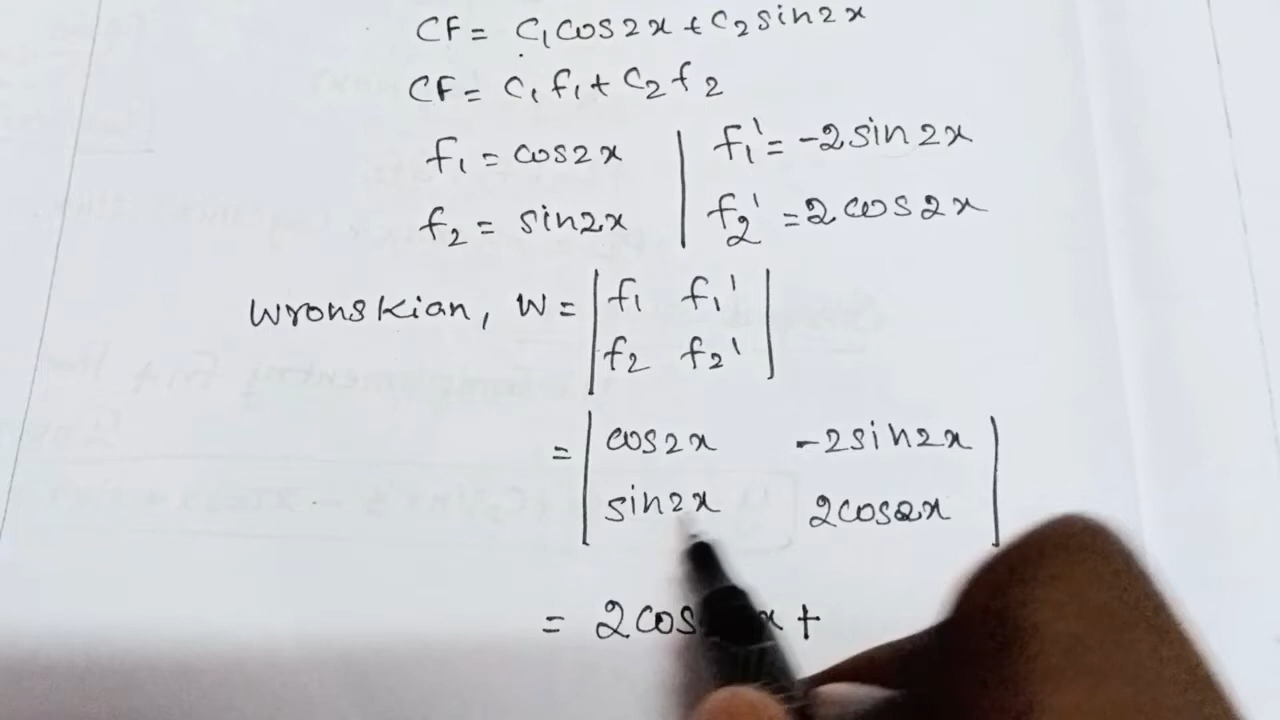 CF = C₁cos2x + C₂sin2x
CF = C₁f₁ + C₂f₂
f₁ = cos2x | f₁' = -2sin2x
f₂ = sin2x | f₂' = 2cos2x
Wronskian, W = | f₁ f₁' |
| f₂ f₂' |
= | cos2x -2sin2x |
| sin2x 2cos2x |
= 2cos x +